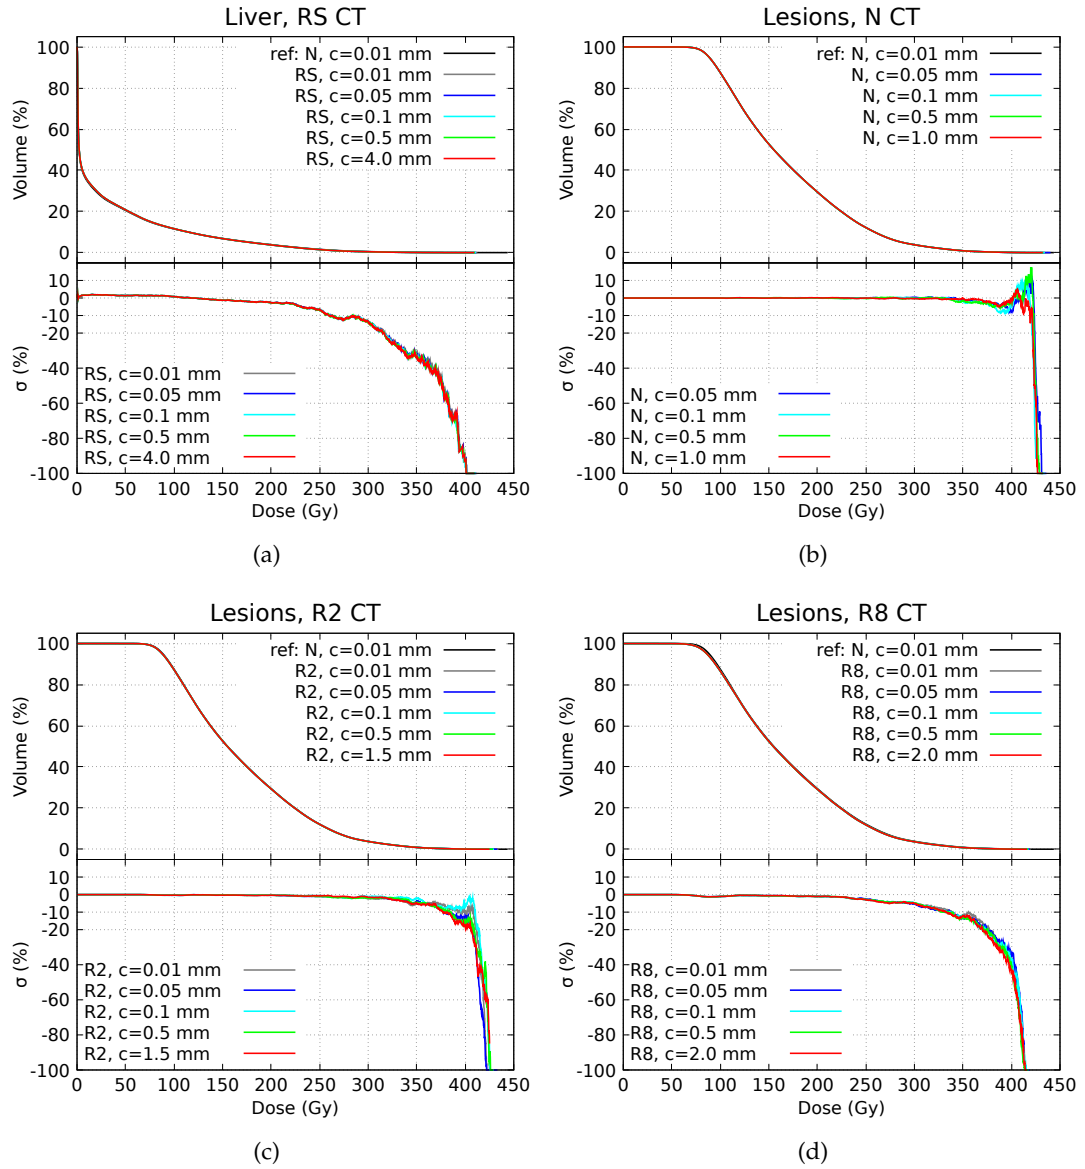 Liver, RS CT
100
80
60
40
20
0
Volume (%)
ref: N, c=0.01 mm
RS, c=0.01 mm
RS, c=0.05 mm
RS, c=0.1 mm
RS, c=0.5 mm
RS, c=4.0 mm
10
0
-10
-20
-40
-60
-80
-100
σ (%)
RS, c=0.01 mm
RS, c=0.05 mm
RS, c=0.1 mm
RS, c=0.5 mm
RS, c=4.0 mm
0 50 100 150 200 250 300 350 400 450
Dose (Gy)
(a)
Lesions, N CT
100
80
60
40
20
0
Volume (%)
ref: N, c=0.01 mm
N, c=0.05 mm
N, c=0.1 mm
N, c=0.5 mm
N, c=1.0 mm
10
0
-10
-20
-40
-60
-80
-100
σ (%)
N, c=0.05 mm
N, c=0.1 mm
N, c=0.5 mm
N, c=1.0 mm
0 50 100 150 200 250 300 350 400 450
Dose (Gy)
(b)
Lesions, R2 CT
100
80
60
40
20
0
Volume (%)
ref: N, c=0.01 mm
R2, c=0.01 mm
R2, c=0.05 mm
R2, c=0.1 mm
R2, c=0.5 mm
R2, c=1.5 mm
10
0
-10
-20
-40
-60
-80
-100
σ (%)
R2, c=0.01 mm
R2, c=0.05 mm
R2, c=0.1 mm
R2, c=0.5 mm
R2, c=1.5 mm
0 50 100 150 200 250 300 350 400 450
Dose (Gy)
(c)
Lesions, R8 CT
100
80
60
40
20
0
Volume (%)
ref: N, c=0.01 mm
R8, c=0.01 mm
R8, c=0.05 mm
R8, c=0.1 mm
R8, c=0.5 mm
R8, c=2.0 mm
10
0
-10
-20
-40
-60
-80
-100
σ (%)
R8, c=0.01 mm
R8, c=0.05 mm
R8, c=0.1 mm
R8, c=0.5 mm
R8, c=2.0 mm
0 50 100 150 200 250 300 350 400 450
Dose (Gy)
(d)